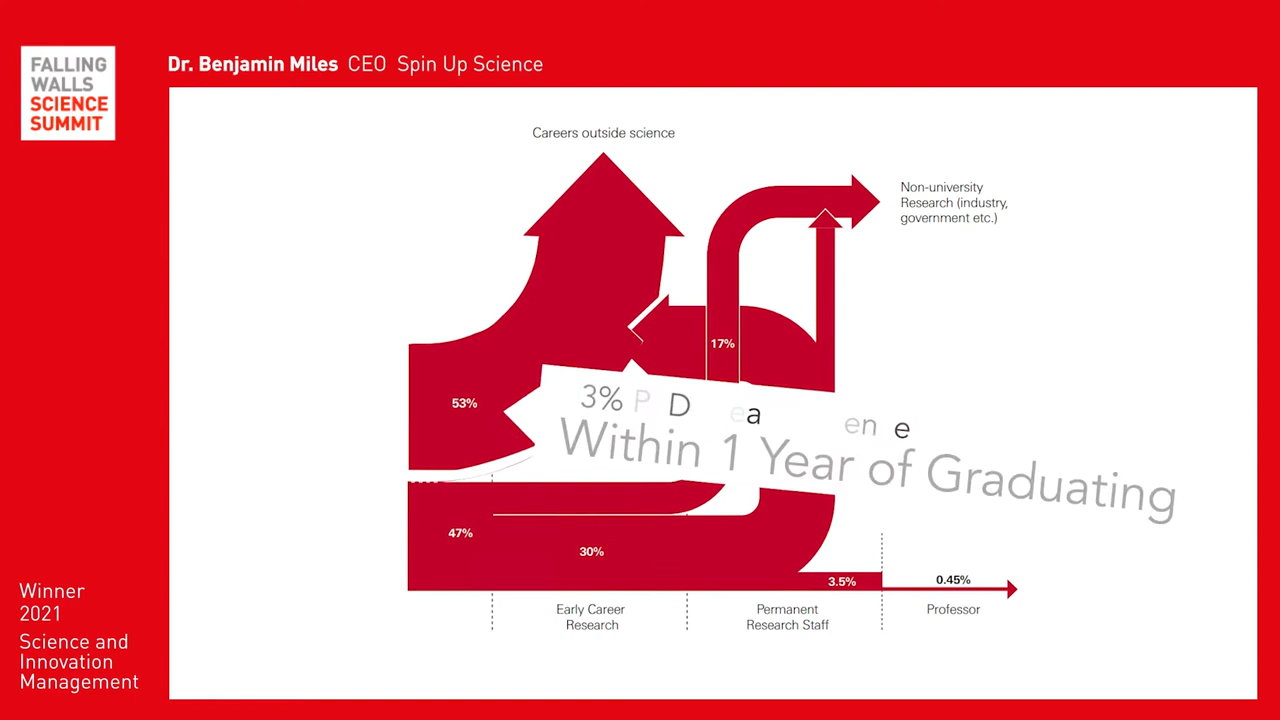 FALLING
WALLS
SCIENCE
SUMMIT
Dr. Benjamin Miles CEO Spin Up Science
Careers outside science
Non-university
Research (industry,
government etc.)
17%
53%
3%
Within 1 Year of Graduating
47%
30%
3.5%
0.45%
Early Career
Research
Permanent
Research Staff
Professor
Winner
2021
Science and
Innovation
Management